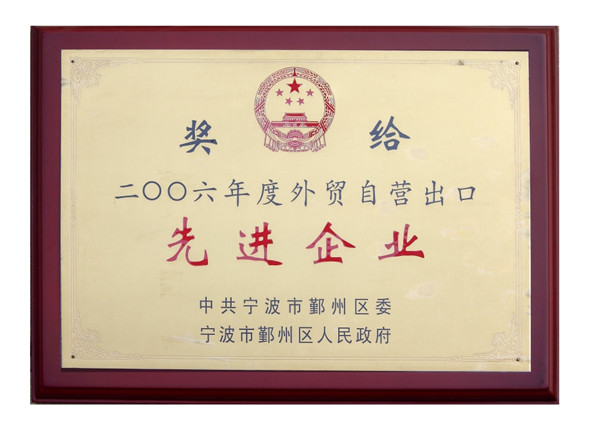 奖给
二〇〇六年度外贸自营出口
先进企业
中共宁波市鄞州区委
宁波市鄞州区人民政府